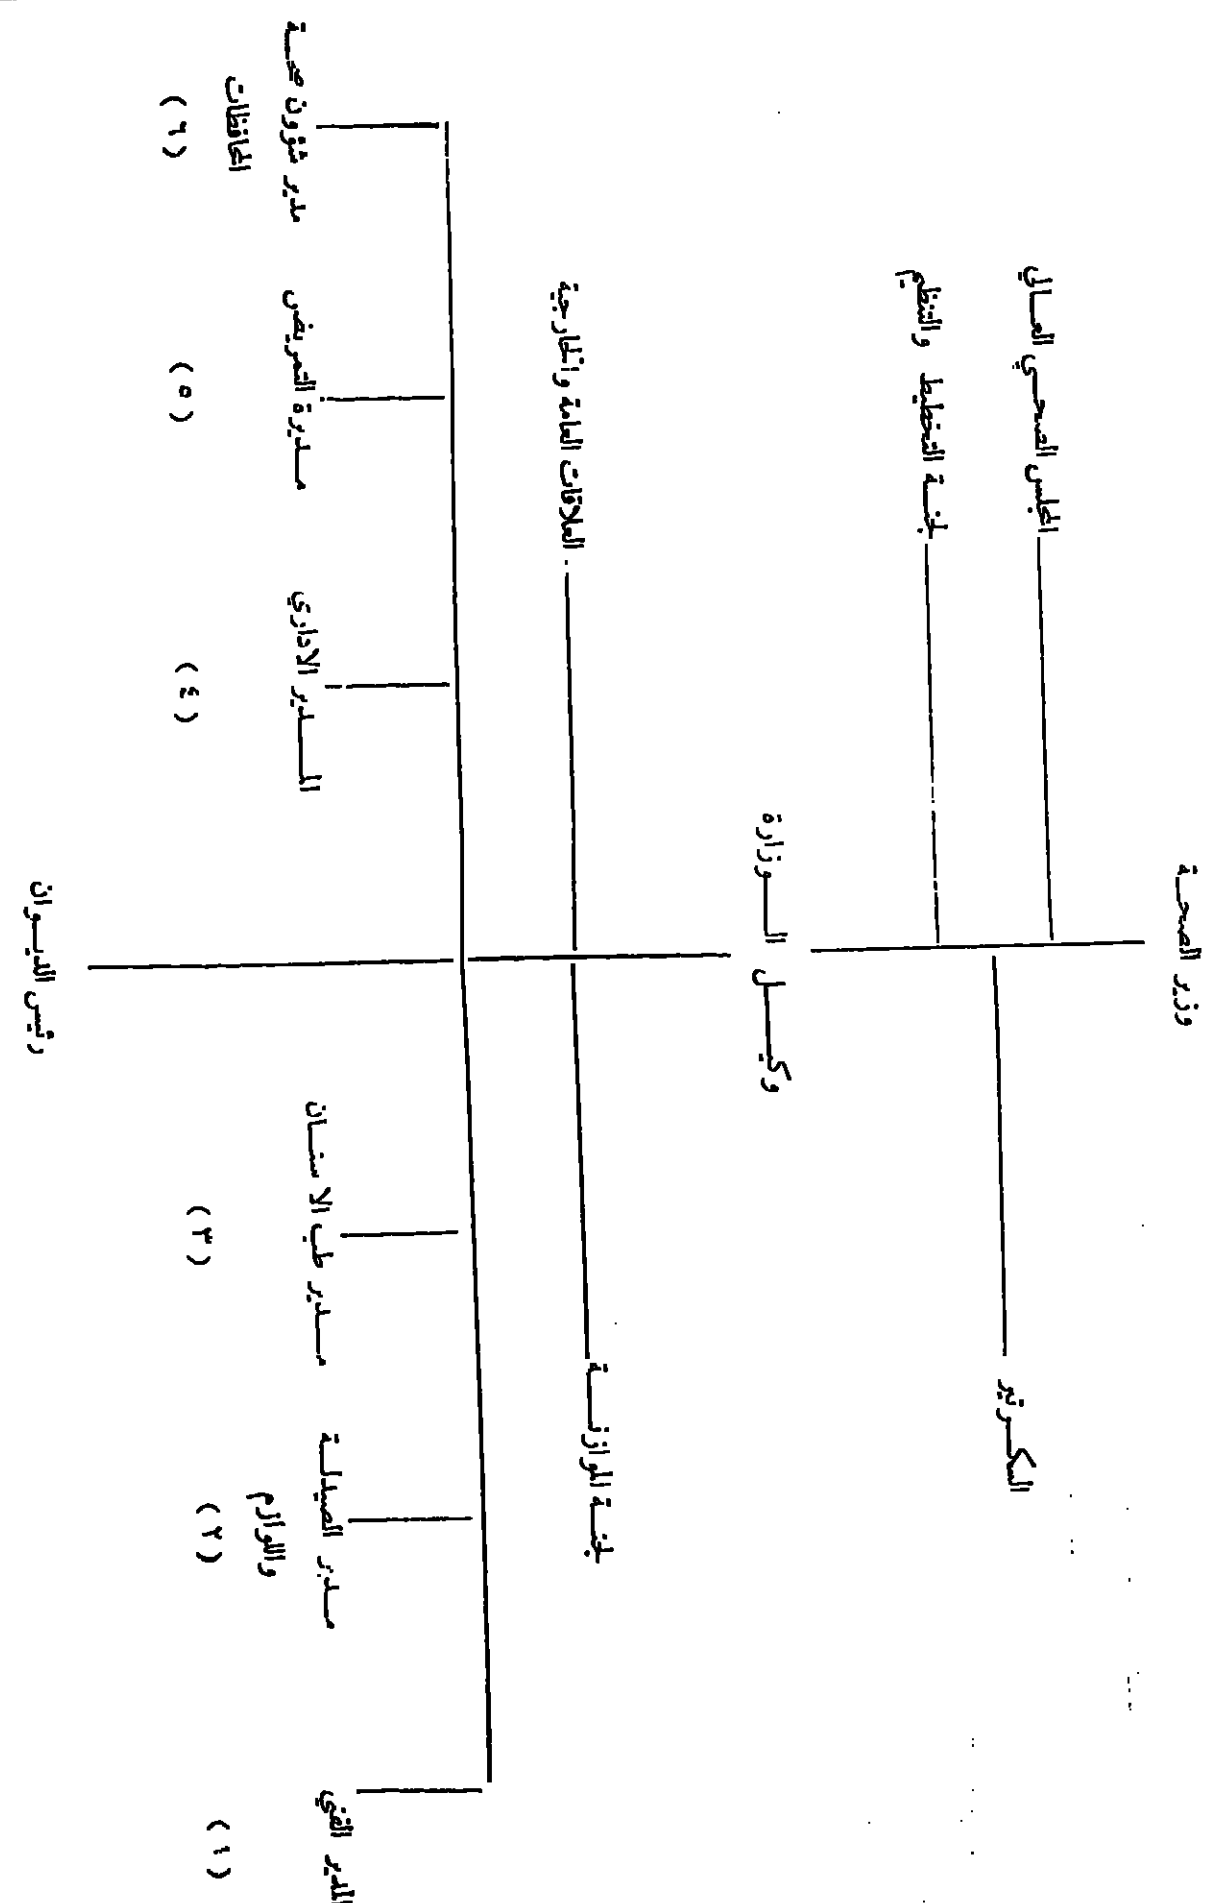 وزير الصحة
المجلس الصحي العالي
لجنة التخطيط والتنظيم
السكرتير
وكيل الوزارة
العلاقات العامة والخارجية
لجنة الموازنة
المدير الفني
(١)
مدير الصيدلة
واللوازم
(٢)
مدير طب الاسنان
(٣)
المدير الاداري
(٤)
مديرة التمريض
(٥)
مدير شؤون صحة
المحافظات
(٦)
رئيس الديوان